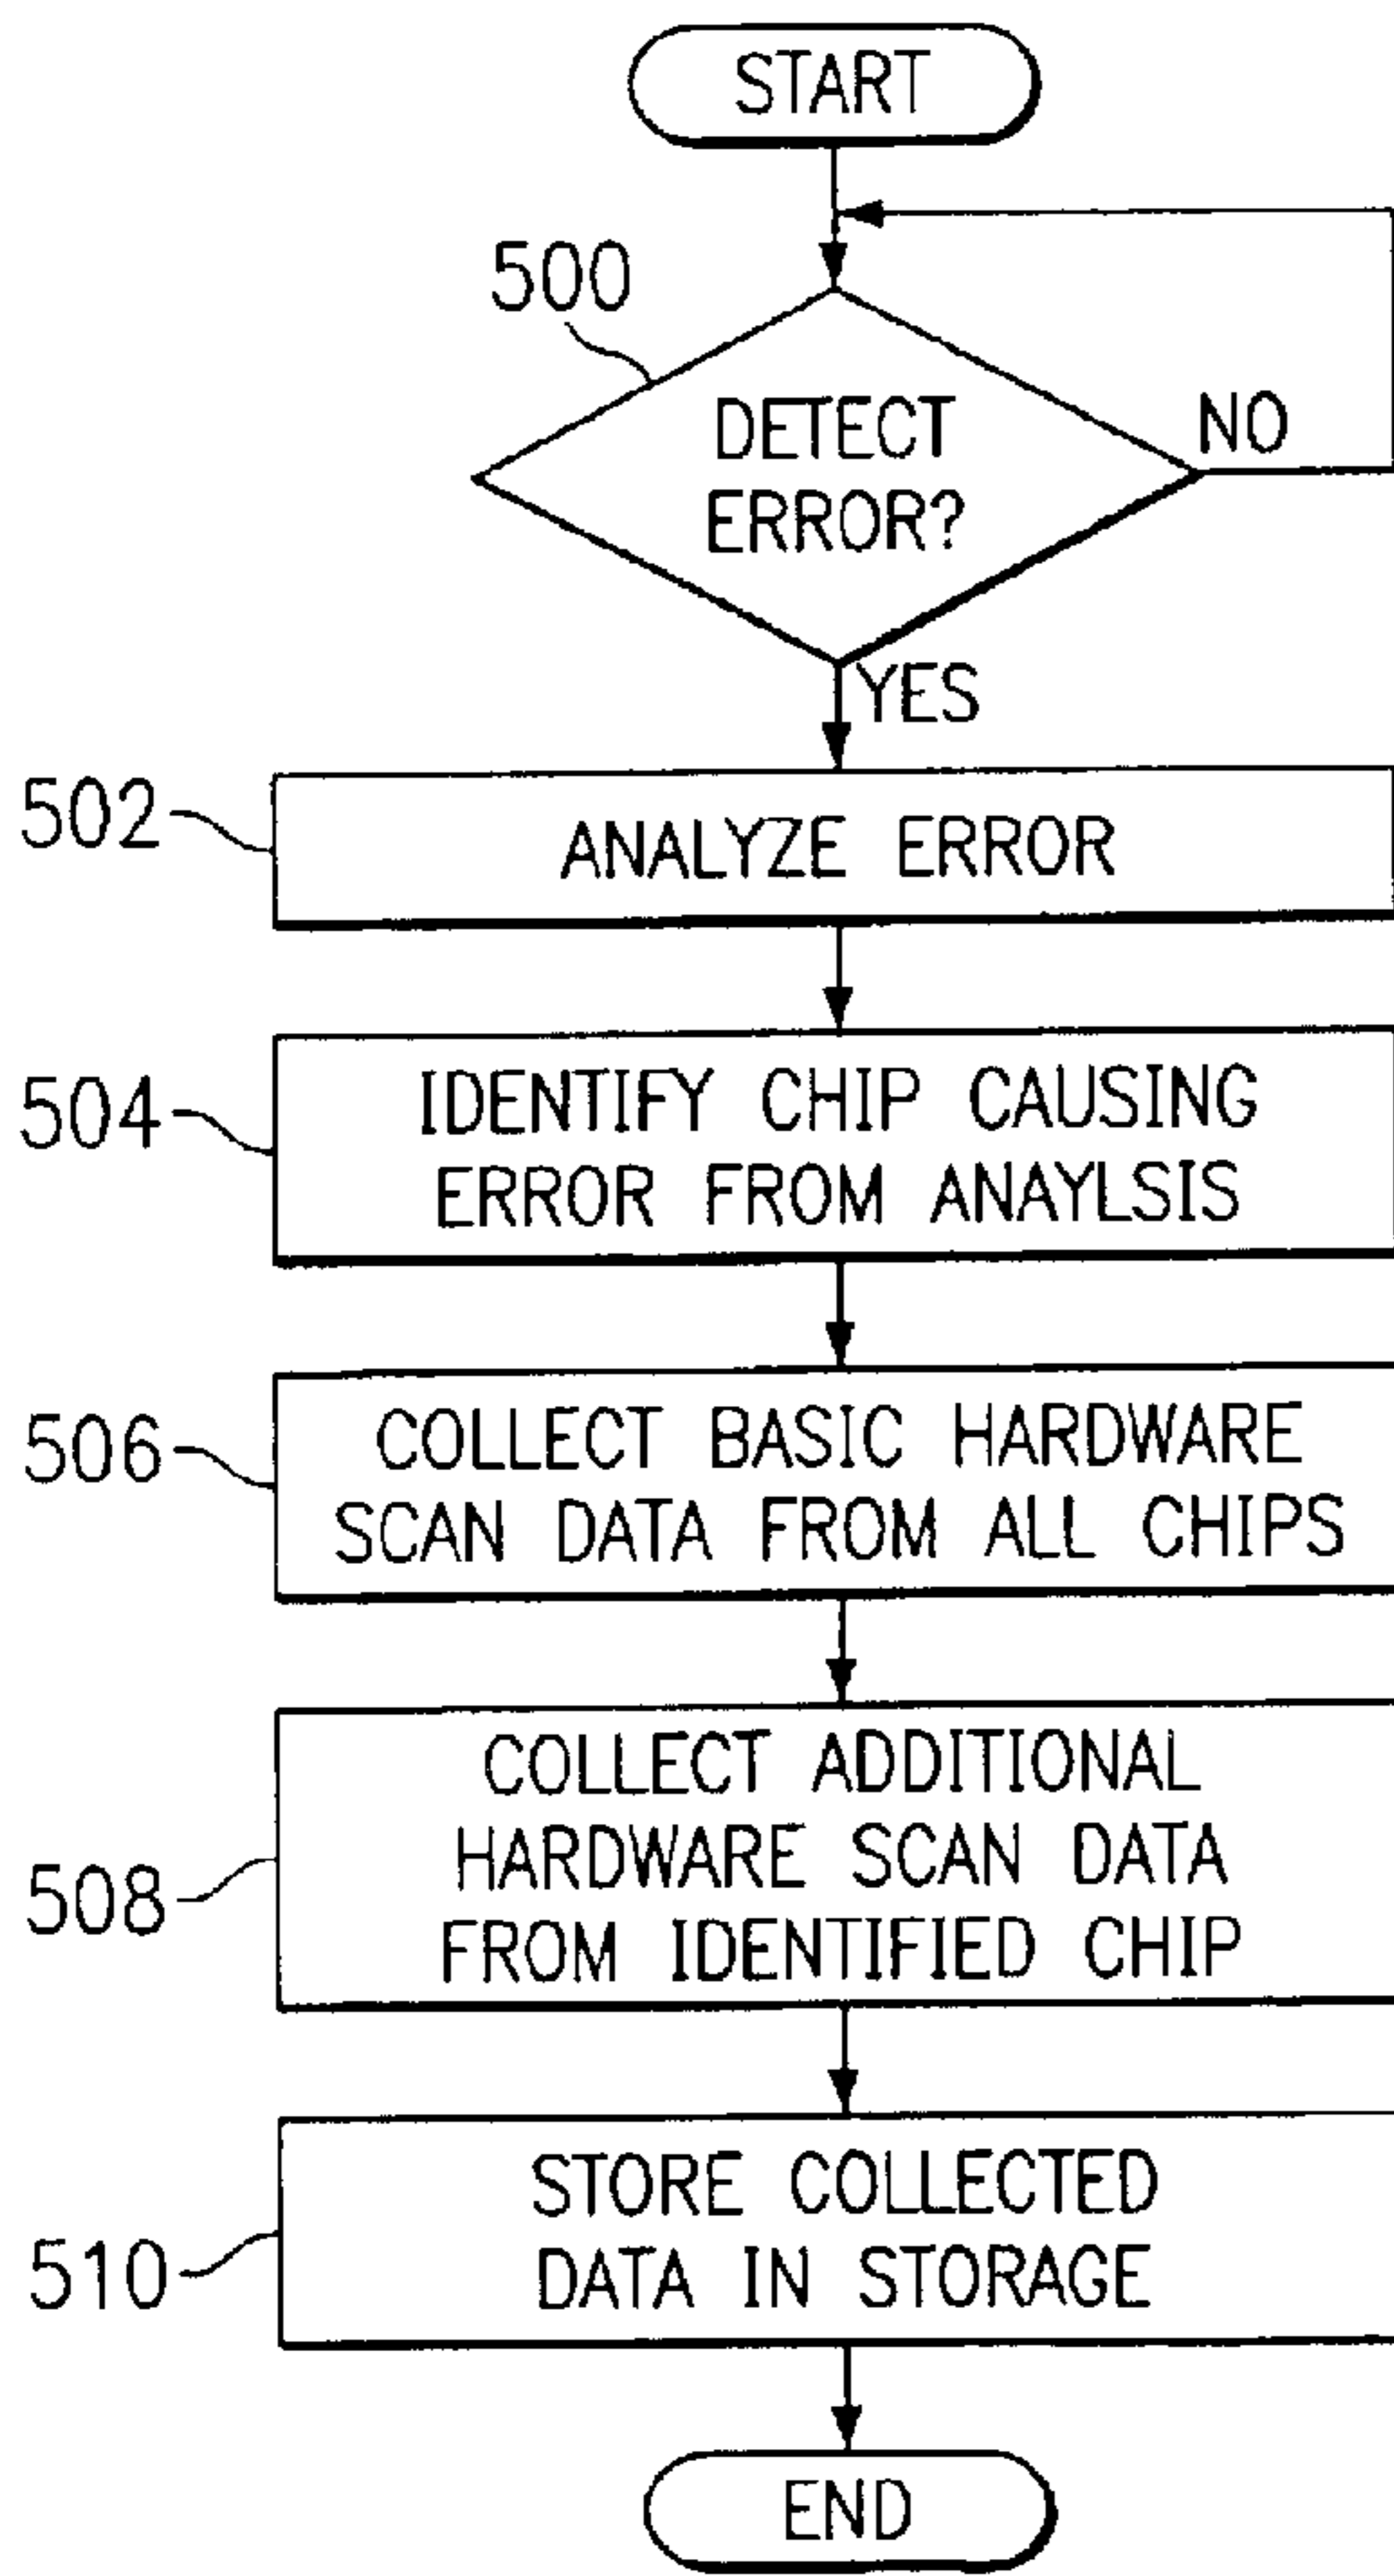 START
500
DETECT
ERROR?
NO
YES
502
ANALYZE ERROR
504
IDENTIFY CHIP CAUSING
ERROR FROM ANAYLSIS
506
COLLECT BASIC HARDWARE
SCAN DATA FROM ALL CHIPS
508
COLLECT ADDITIONAL
HARDWARE SCAN DATA
FROM IDENTIFIED CHIP
510
STORE COLLECTED
DATA IN STORAGE
END